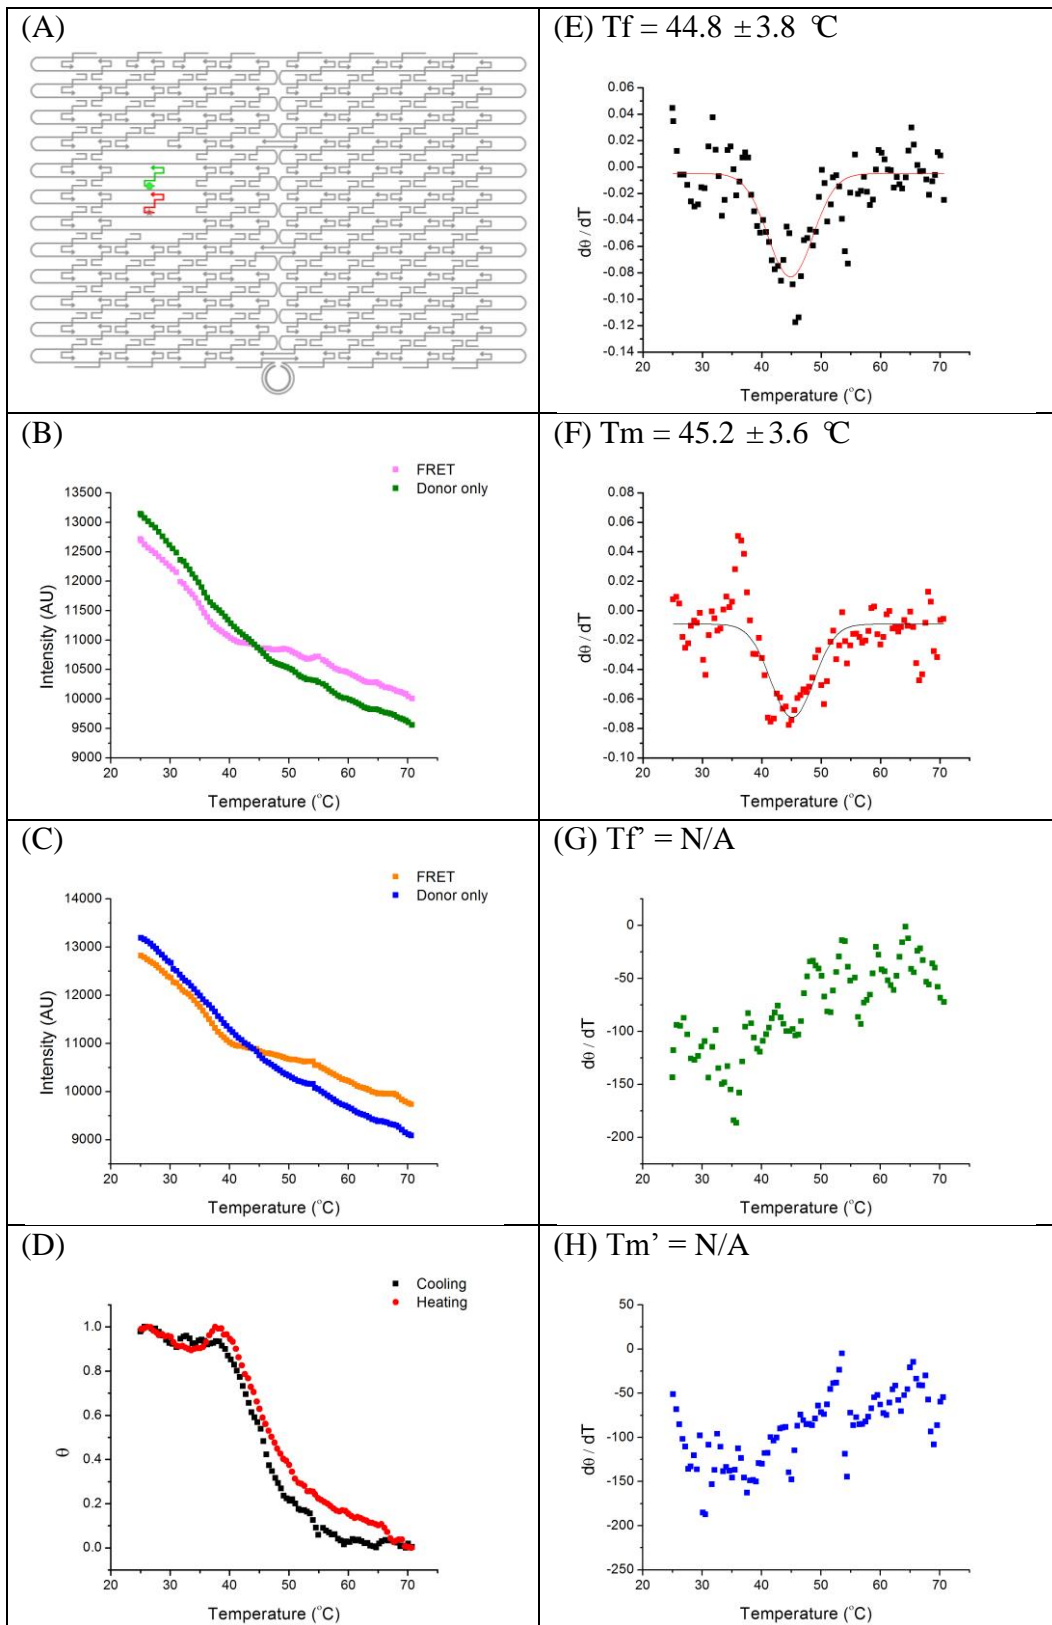 (A)
(B)
FRET
Donor only
13500
13000
12500
12000
11500
11000
10500
10000
9500
9000
Intensity (AU)
20 30 40 50 60 70
Temperature (°C)
(C)
FRET
Donor only
14000
13000
12000
11000
10000
9000
Intensity (AU)
20 30 40 50 60 70
Temperature (°C)
(D)
Cooling
Heating
1.0
0.8
0.6
0.4
0.2
0.0
θ
20 30 40 50 60 70
Temperature (°C)
(E) Tf = 44.8 ± 3.8 ℃
0.06
0.04
0.02
0.00
-0.02
-0.04
-0.06
-0.08
-0.10
-0.12
-0.14
dθ / dT
20 30 40 50 60 70
Temperature (°C)
(F) Tm = 45.2 ± 3.6 ℃
0.08
0.06
0.04
0.02
0.00
-0.02
-0.04
-0.06
-0.08
-0.10
dθ / dT
20 30 40 50 60 70
Temperature (°C)
(G) Tf’ = N/A
0
-50
-100
-150
-200
dθ / dT
20 30 40 50 60 70
Temperature (°C)
(H) Tm’ = N/A
50
0
-50
-100
-150
-200
-250
dθ / dT
20 30 40 50 60 70
Temperature (°C)